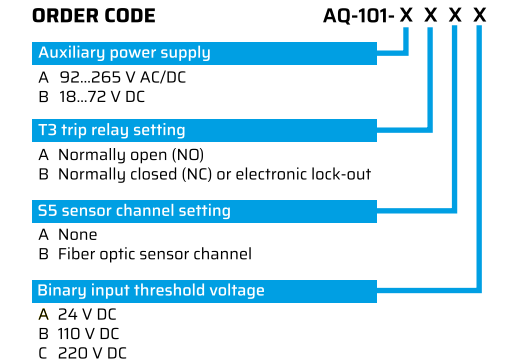 ORDER CODE AQ-101- X X X X
Auxiliary power supply
A 92...265 V AC/DC
B 18...72 V DC
T3 trip relay setting
A Normally open (NO)
B Normally closed (NC) or electronic lock-out
S5 sensor channel setting
A None
B Fiber optic sensor channel
Binary input threshold voltage
A 24 V DC
B 110 V DC
C 220 V DC